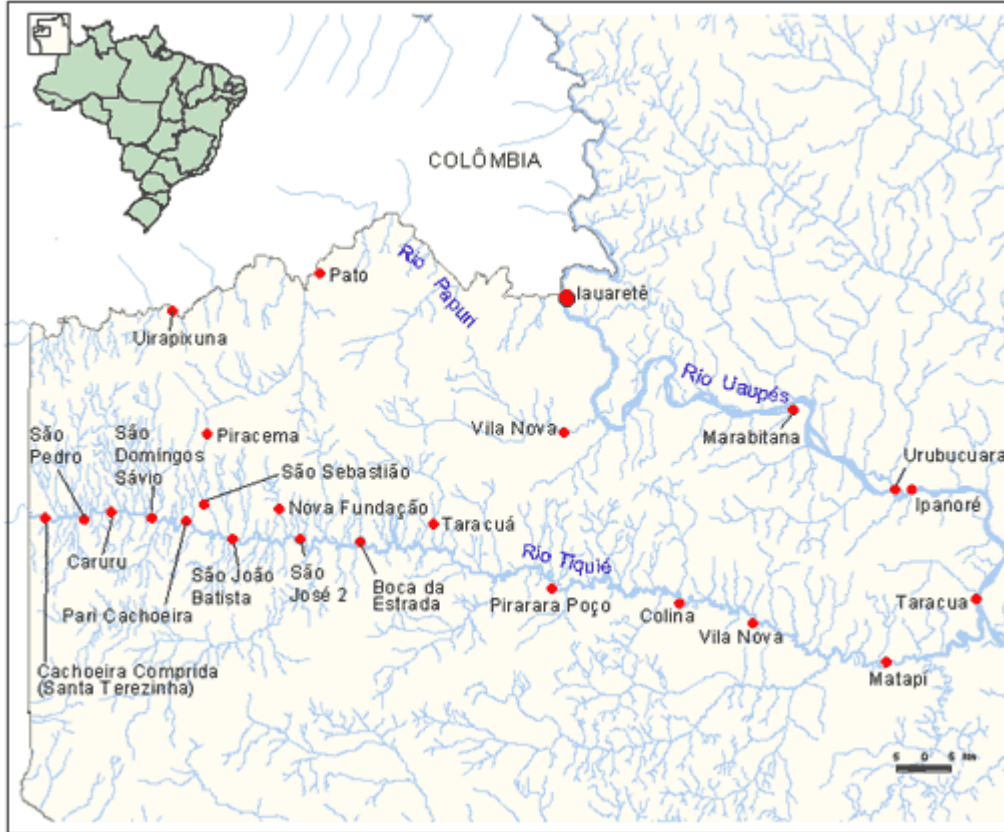 COLÔMBIA
Rio Papurí
Pato
Iauaretê
Uirapixuna
Rio Uaupés
São
Pedro
São
Domingos
Sávio
Piracema
Vila Nova
Marabitana
Urubucuara
São Sebastião
Ipanoré
Nova Fundação
Taracuá
Caruru
Rio Tiquié
São João
Batista
São
José 2
Boca da
Estrada
Pari Cachoeira
Pirarara Poço
Colina
Vila Nova
Taracua
Cachoeira Comprida
(Santa Terezinha)
Matapí